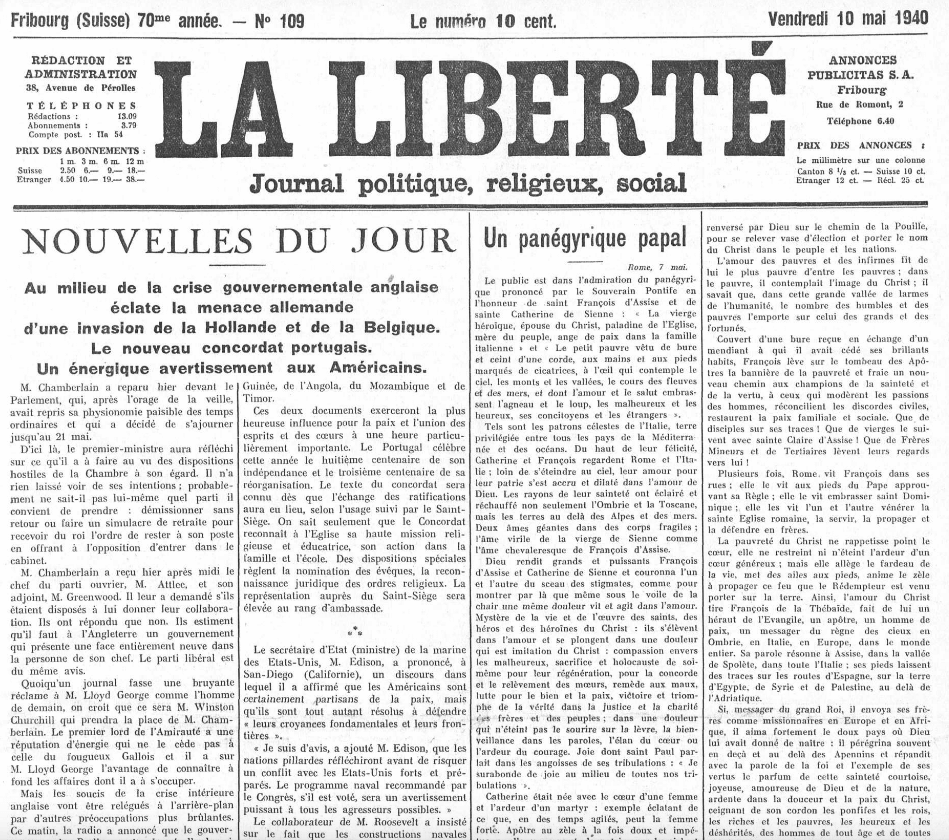 Fribourg (Suisse) 70me année. — No 109
Le numéro 10 cent.
Vendredi 10 mai 1940
RÉDACTION ET
ADMINISTRATION
38, Avenue de Pérolles
TÉLÉPHONES
Rédactions : 13.09
Abonnements : 3.79
Compte post. : IIa 54
PRIX DES ABONNEMENTS :
1 m. 3 m. 6 m. 12 m
Suisse 2.50 6.— 9.— 18.—
Etranger 4.50 10.— 19.— 38.—
LA LIBERTÉ
Journal politique, religieux, social
ANNONCES
PUBLICITAS S. A.
Fribourg
Rue de Romont, 2
Téléphone 6.40
PRIX DES ANNONCES :
Le millimètre sur une colonne
Canton 8 ½ ct. — Suisse 10 ct.
Etranger 12 ct. — Récl. 25 ct.
NOUVELLES DU JOUR
Au milieu de la crise gouvernementale anglaise
éclate la menace allemande
d'une invasion de la Hollande et de la Belgique.
Le nouveau concordat portugais.
Un énergique avertissement aux Américains.
M. Chamberlain a reparu hier devant le
Parlement, qui, après l'orage de la veille,
avait repris sa physionomie paisible des temps
ordinaires et qui a décidé de s'ajourner
jusqu'au 21 mai.
D'ici là, le premier-ministre aura réfléchi
sur ce qu'il a à faire au vu des dispositions
hostiles de la Chambre à son égard. Il n'a
rien laissé voir de ses intentions ; probable-
ment ne sait-il pas lui-même quel parti il
convient de prendre : démissionner sans
retour ou faire un simulacre de retraite pour
recevoir du roi l'ordre de rester à son poste
en offrant à l'opposition d'entrer dans le
cabinet.
M. Chamberlain a reçu hier après midi le
chef du parti ouvrier, M. Attlee, et son
adjoint, M. Greenwood. Il leur a demandé s'ils
étaient disposés à lui donner leur collabora-
tion. Ils ont répondu que non. Ils estiment
qu'il faut à l'Angleterre un gouvernement
qui présente une face entièrement neuve dans
la personne de son chef. Le parti libéral est
du même avis.
Quoiqu'un journal fasse une bruyante
réclame à M. Lloyd George comme l'homme
de demain, on croit que ce sera M. Winston
Churchill qui prendra la place de M. Cham-
berlain. Le premier lord de l'Amirauté a une
réputation d'énergie qui ne le cède pas à
celle du fougueux Gallois et il a sur
M. Lloyd George l'avantage de connaître à
fond les affaires dont il a à s'occuper.
Mais les soucis de la crise intérieure
anglaise vont être relégués à l'arrière-plan
par d'autres préoccupations plus brûlantes.
Ce matin, la radio a annoncé que le gouver-
Guinée, de l'Angola, du Mozambique et de
Timor.
Ces deux documents exerceront la plus
heureuse influence pour la paix et l'union des
esprits et des cœurs à une heure particu-
lièrement importante. Le Portugal célèbre
cette année le huitième centenaire de son
indépendance et le troisième centenaire de sa
réorganisation. Le texte du concordat sera
connu dès que l'échange des ratifications
aura eu lieu, selon l'usage suivi par le Saint-
Siège. On sait seulement que le Concordat
reconnaît à l'Eglise sa haute mission reli-
gieuse et éducatrice, son action dans la
famille et l'école. Des dispositions spéciales
règlent la nomination des évêques, la recon-
naissance juridique des ordres religieux. La
représentation auprès du Saint-Siège sera
élevée au rang d'ambassade.
* * *
Le secrétaire d'Etat (ministre) de la marine
des Etats-Unis, M. Edison, a prononcé, à
San-Diego (Californie), un discours dans
lequel il a affirmé que les Américains sont
certainement partisans de la paix, mais
qu'ils sont tout autant résolus à défendre
« leurs croyances fondamentales et leurs fron-
tières ».
« Je suis d'avis, a ajouté M. Edison, que les
nations pillardes réfléchiront avant de risquer
un conflit avec les Etats-Unis forts et pré-
parés. Le programme naval recommandé par
le Congrès, s'il est voté, sera un avertissement
puissant à tous les agresseurs possibles. »
Le collaborateur de M. Roosevelt a insisté
sur le fait que les constructions navales
Un panégyrique papal
Rome, 7 mai.
Le public est dans l'admiration du panégyri-
que prononcé par le Souverain Pontife en
l'honneur de saint François d'Assise et de
sainte Catherine de Sienne : « La vierge
héroïque, épouse du Christ, paladine de l'Eglise,
mère du peuple, ange de paix dans la famille
italienne » et « Le petit pauvre vêtu de bure
et ceint d'une corde, aux mains et aux pieds
marqués de cicatrices, à l'œil qui contemple le
ciel, les monts et les vallées, le cours des fleuves
et des mers, et dont l'amour et le salut embras-
sent l'agneau et le loup, les malheureux et les
heureux, ses concitoyens et les étrangers ».
Tels sont les patrons célestes de l'Italie, terre
privilégiée entre tous les pays de la Méditerra-
née et des océans. Du haut de leur félicité,
Catherine et François regardent Rome et l'Ita-
lie ; loin de s'éteindre au ciel, leur amour pour
leur patrie s'est accru et dilaté dans l'amour de
Dieu. Les rayons de leur sainteté ont éclairé et
réchauffé non seulement l'Ombrie et la Toscane,
mais les terres au delà des Alpes et des mers.
Deux âmes géantes dans des corps fragiles ;
l'âme virile de la vierge de Sienne comme
l'âme chevaleresque de François d'Assise.
Dieu rendit grands et puissants François
d'Assise et Catherine de Sienne et couronna l'un
et l'autre du sceau des stigmates, comme pour
montrer par là que même sous le voile de la
chair une même douleur vit et agit dans l'amour.
Mystère de la vie et de l'œuvre des saints, des
héros et des héroïnes du Christ : ils s'élèvent
dans l'amour et se plongent dans une douleur
qui est imitation du Christ : compassion envers
les malheureux, sacrifice et holocauste de soi-
même pour leur régénération, pour la concorde
et le relèvement des mœurs, remède aux maux,
lutte pour le bien et la paix, victoire et triom-
phe de la vérité dans la justice et la charité
des frères et des peuples ; dans une douleur
qui n'éteint pas le sourire sur la lèvre, la bien-
veillance dans les paroles, l'élan du cœur ou
l'ardeur du courage. Joie dont saint Paul par-
lait dans les angoisses de ses tribulations : « Je
surabonde de joie au milieu de toutes nos tri-
bulations ».
Catherine était née avec le cœur d'une femme
et l'ardeur d'un martyr : exemple éclatant de
ce que, en des temps agités, peut la femme
forte. Apôtre au zèle à la fois doux et impé-
renversé par Dieu sur le chemin de la Pouille,
pour se relever vase d'élection et porter le nom
du Christ dans le peuple et les nations.
L'amour des pauvres et des infirmes fit de
lui le plus pauvre d'entre les pauvres ; dans
le pauvre, il contemplait l'image du Christ ; il
savait que, dans cette grande vallée de larmes
de l'humanité, le nombre des humbles et des
pauvres l'emporte sur celui des grands et des
fortunés.
Couvert d'une bure reçue en échange d'un
mendiant à qui il avait cédé ses brillants
habits, François lève sur le tombeau des Apô-
tres la bannière de la pauvreté et fraie un nou-
veau chemin aux champions de la sainteté et
de la vertu, à ceux qui modèrent les passions
des hommes, réconcilient les discordes civiles,
restaurent la paix familiale et sociale. Que de
disciples sur ses traces ! Que de vierges le sui-
vent avec sainte Claire d'Assise ! Que de Frères
Mineurs et de Tertiaires lèvent leurs regards
vers lui !
Plusieurs fois, Rome vit François dans ses
rues ; elle le vit aux pieds du Pape approu-
vant sa Règle ; elle le vit embrasser saint Domi-
nique ; elle les vit l'un et l'autre vénérer la
sainte Eglise romaine, la servir, la propager et
la défendre en frères.
La pauvreté du Christ ne rappetisse point le
cœur, elle ne restreint ni n'éteint l'ardeur d'un
cœur généreux ; mais elle allège le fardeau de
la vie, met des ailes aux pieds, anime le zèle
à propager ce feu que le Rédempteur est venu
porter sur la terre. Ainsi, l'amour du Christ
tire François de la Thébaïde, fait de lui un
héraut de l'Evangile, un apôtre, un homme de
paix, un messager du règne des cieux en
Ombrie, en Italie, en Europe, dans le monde
entier. Sa parole résonne à Assise, dans la vallée
de Spolète, dans toute l'Italie ; ses pieds laissent
des traces sur les routes d'Espagne, sur la terre
d'Egypte, de Syrie et de Palestine, au delà de
l'Adriatique.
Si, messager du grand Roi, il envoya ses frè-
res comme missionnaires en Europe et en Afri-
que, il aima fortement le doux pays où Dieu
lui avait donné de naître : il pérégrina souvent
en deçà et au delà des Apennins et répandit
avec la parole de la foi et l'exemple de ses
vertus le parfum de cette sainteté courtoise,
joyeuse, amoureuse de Dieu et de la nature,
ardente dans la douceur et la paix du Christ,
ceignant de son cordon les pontifes et les rois,
les riches et les pauvres, les heureux et les
déshérités, les hommes de tout âge et de toutes